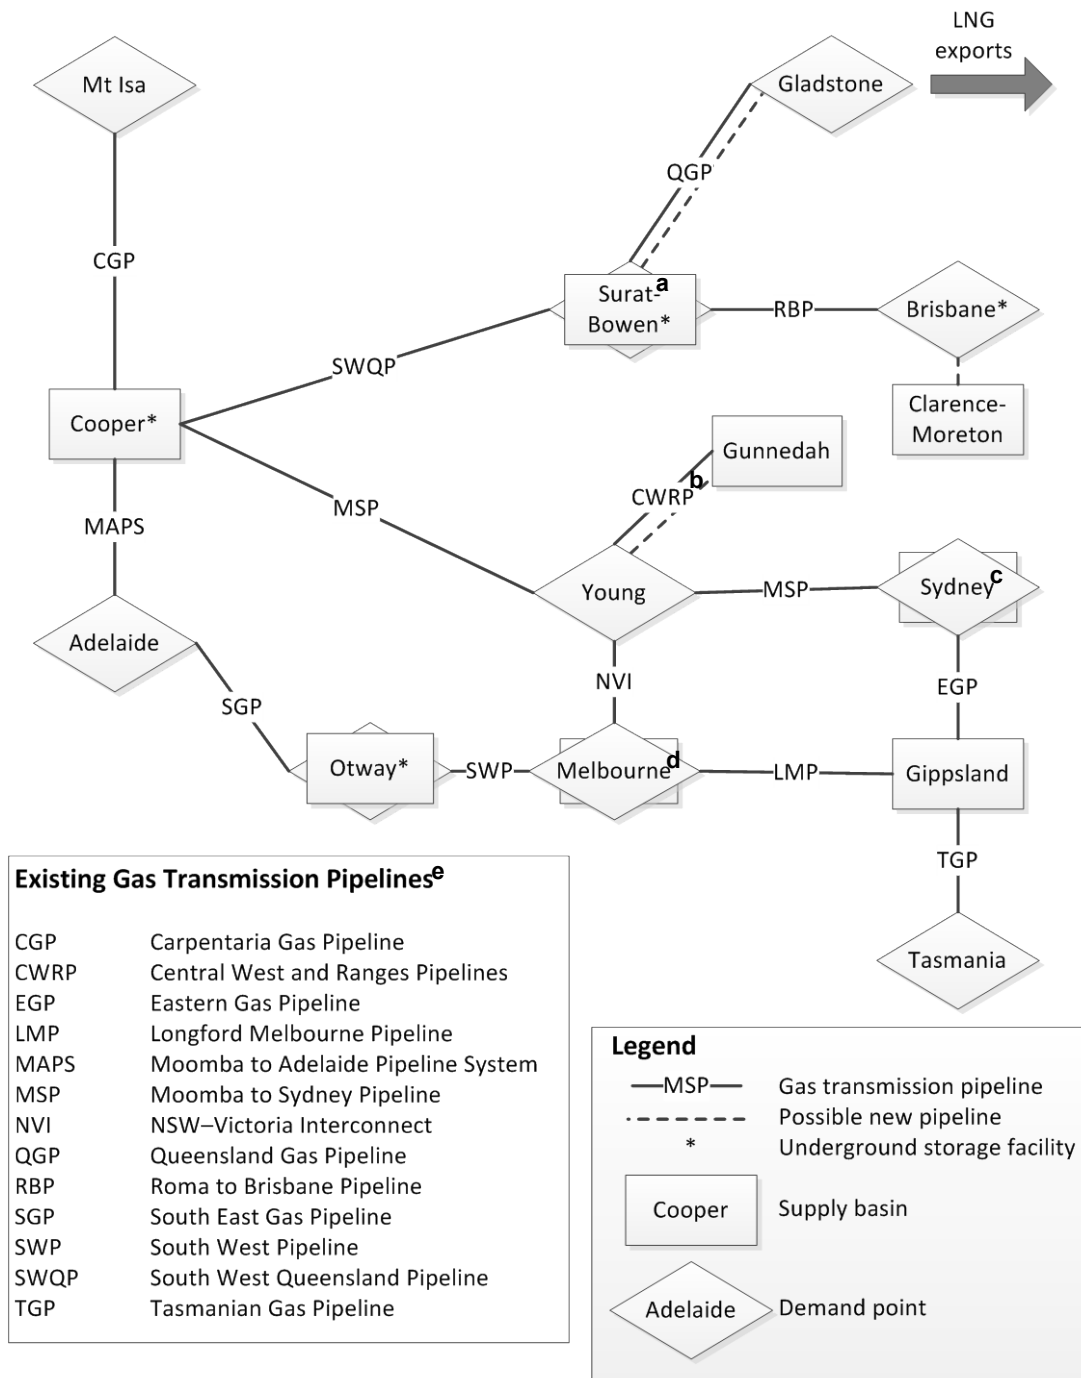 LNG
exports
Mt Isa
Gladstone
QGP
CGP
Surat-a
Bowen*
RBP
Brisbane*
SWQP
Cooper*
Clarence-
Moreton
Gunnedah
CWRP b
MSP
MAPS
Young
MSP
Sydney c
Adelaide
NVI
EGP
SGP
Otway*
SWP
Melbourne d
LMP
Gippsland
TGP
Tasmania
Existing Gas Transmission Pipelines e
CGP Carpentaria Gas Pipeline
CWRP Central West and Ranges Pipelines
EGP Eastern Gas Pipeline
LMP Longford Melbourne Pipeline
MAPS Moomba to Adelaide Pipeline System
MSP Moomba to Sydney Pipeline
NVI NSW–Victoria Interconnect
QGP Queensland Gas Pipeline
RBP Roma to Brisbane Pipeline
SGP South East Gas Pipeline
SWP South West Pipeline
SWQP South West Queensland Pipeline
TGP Tasmanian Gas Pipeline
Legend
MSP Gas transmission pipeline
Possible new pipeline
* Underground storage facility
Cooper Supply basin
Adelaide Demand point